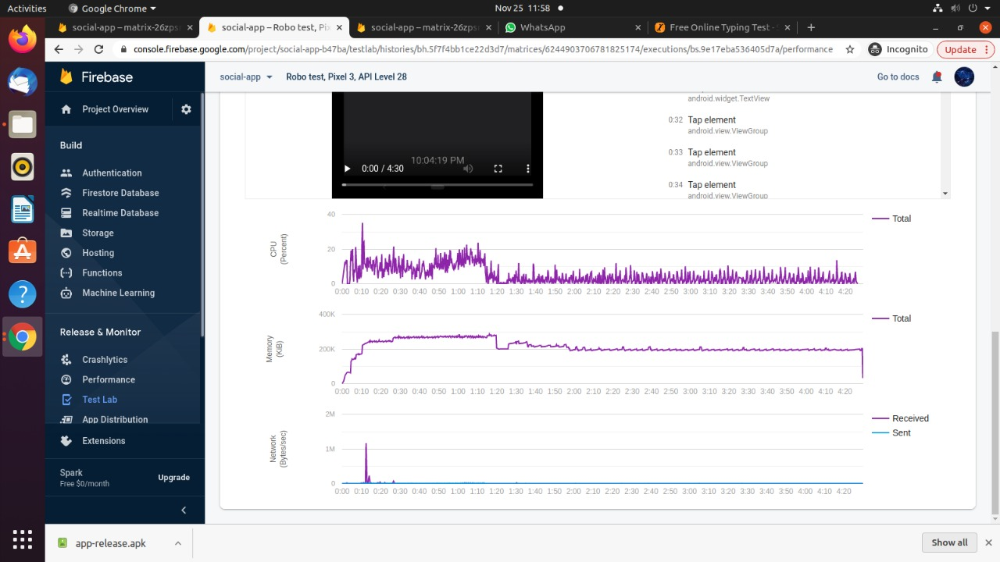 Activities
Google Chrome
Nov 25 11:58
social-app – matrix-26zps
social-app – Robo test, Pix
social-app – matrix-26zps
WhatsApp
Free Online Typing Test -
console.firebase.google.com/project/social-app-b47ba/testlab/histories/bh.5f7f4bb1ce22d3d7/matrices/6244903706781825174/executions/bs.9e17eba536405d7a/performance
Incognito
Update
Firebase
social-app
Robo test, Pixel 3, API Level 28
Go to docs
Project Overview
Build
Authentication
Firestore Database
Realtime Database
Storage
Hosting
Functions
Machine Learning
Release & Monitor
Crashlytics
Performance
Test Lab
App Distribution
Extensions
Spark
Free $0/month
Upgrade
10:04:19 PM
0:00 / 4:30
android.widget.TextView
0:32 Tap element
android.view.ViewGroup
0:33 Tap element
android.view.ViewGroup
0:34 Tap element
android.view.ViewGroup
CPU
(Percent)
40
20
0
0:00 0:10 0:20 0:30 0:40 0:50 1:00 1:10 1:20 1:30 1:40 1:50 2:00 2:10 2:20 2:30 2:40 2:50 3:00 3:10 3:20 3:30 3:40 3:50 4:00 4:10 4:20
Total
Memory
(KiB)
400K
200K
0
0:00 0:10 0:20 0:30 0:40 0:50 1:00 1:10 1:20 1:30 1:40 1:50 2:00 2:10 2:20 2:30 2:40 2:50 3:00 3:10 3:20 3:30 3:40 3:50 4:00 4:10 4:20
Total
Network
(Bytes/sec)
2M
1M
0
0:00 0:10 0:20 0:30 0:40 0:50 1:00 1:10 1:20 1:30 1:40 1:50 2:00 2:10 2:20 2:30 2:40 2:50 3:00 3:10 3:20 3:30 3:40 3:50 4:00 4:10 4:20
Received
Sent
app-release.apk
Show all